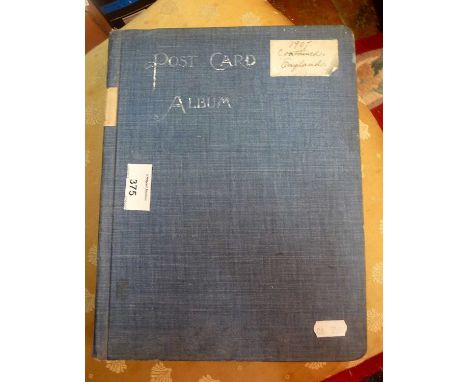 POST CARD
ALBUM
1905
Continued.
England.
375